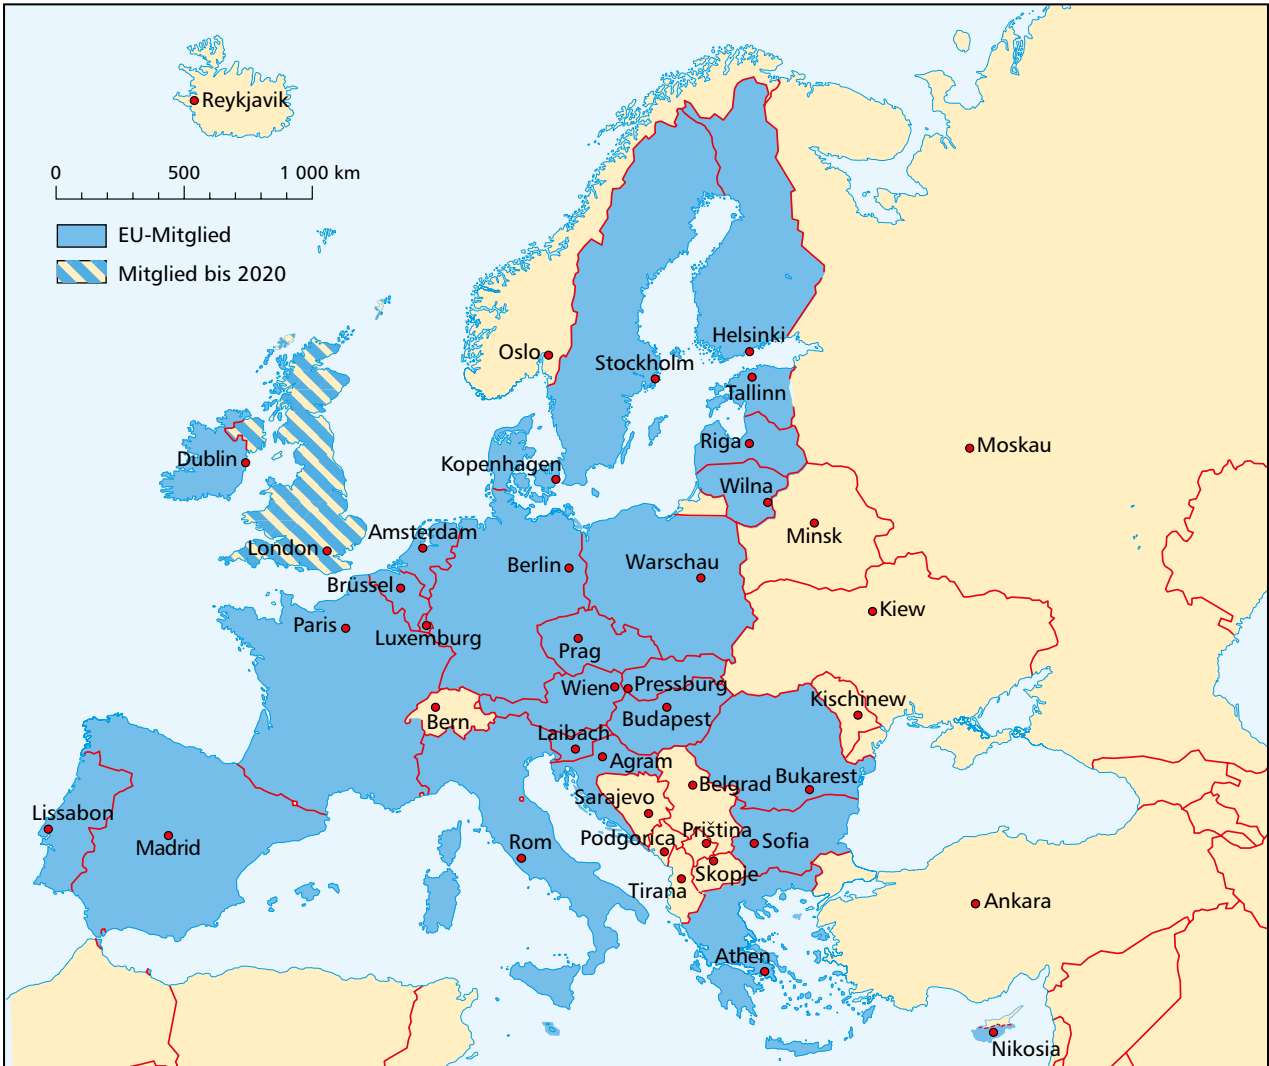 Reykjavik
0 500 1 000 km
EU-Mitglied
Mitglied bis 2020
Helsinki
Oslo
Stockholm
Tallinn
Riga
Moskau
Dublin
Kopenhagen
Wilna
Minsk
Amsterdam
London
Berlin
Warschau
Brüssel
Kiew
Paris
Luxemburg
Prag
Wien
Pressburg
Kischinew
Bern
Budapest
Laibach
Agram
Bukarest
Belgrad
Sarajevo
Lissabon
Priština
Podgorica
Rom
Sofia
Madrid
Skopje
Tirana
Ankara
Athen
Nikosia